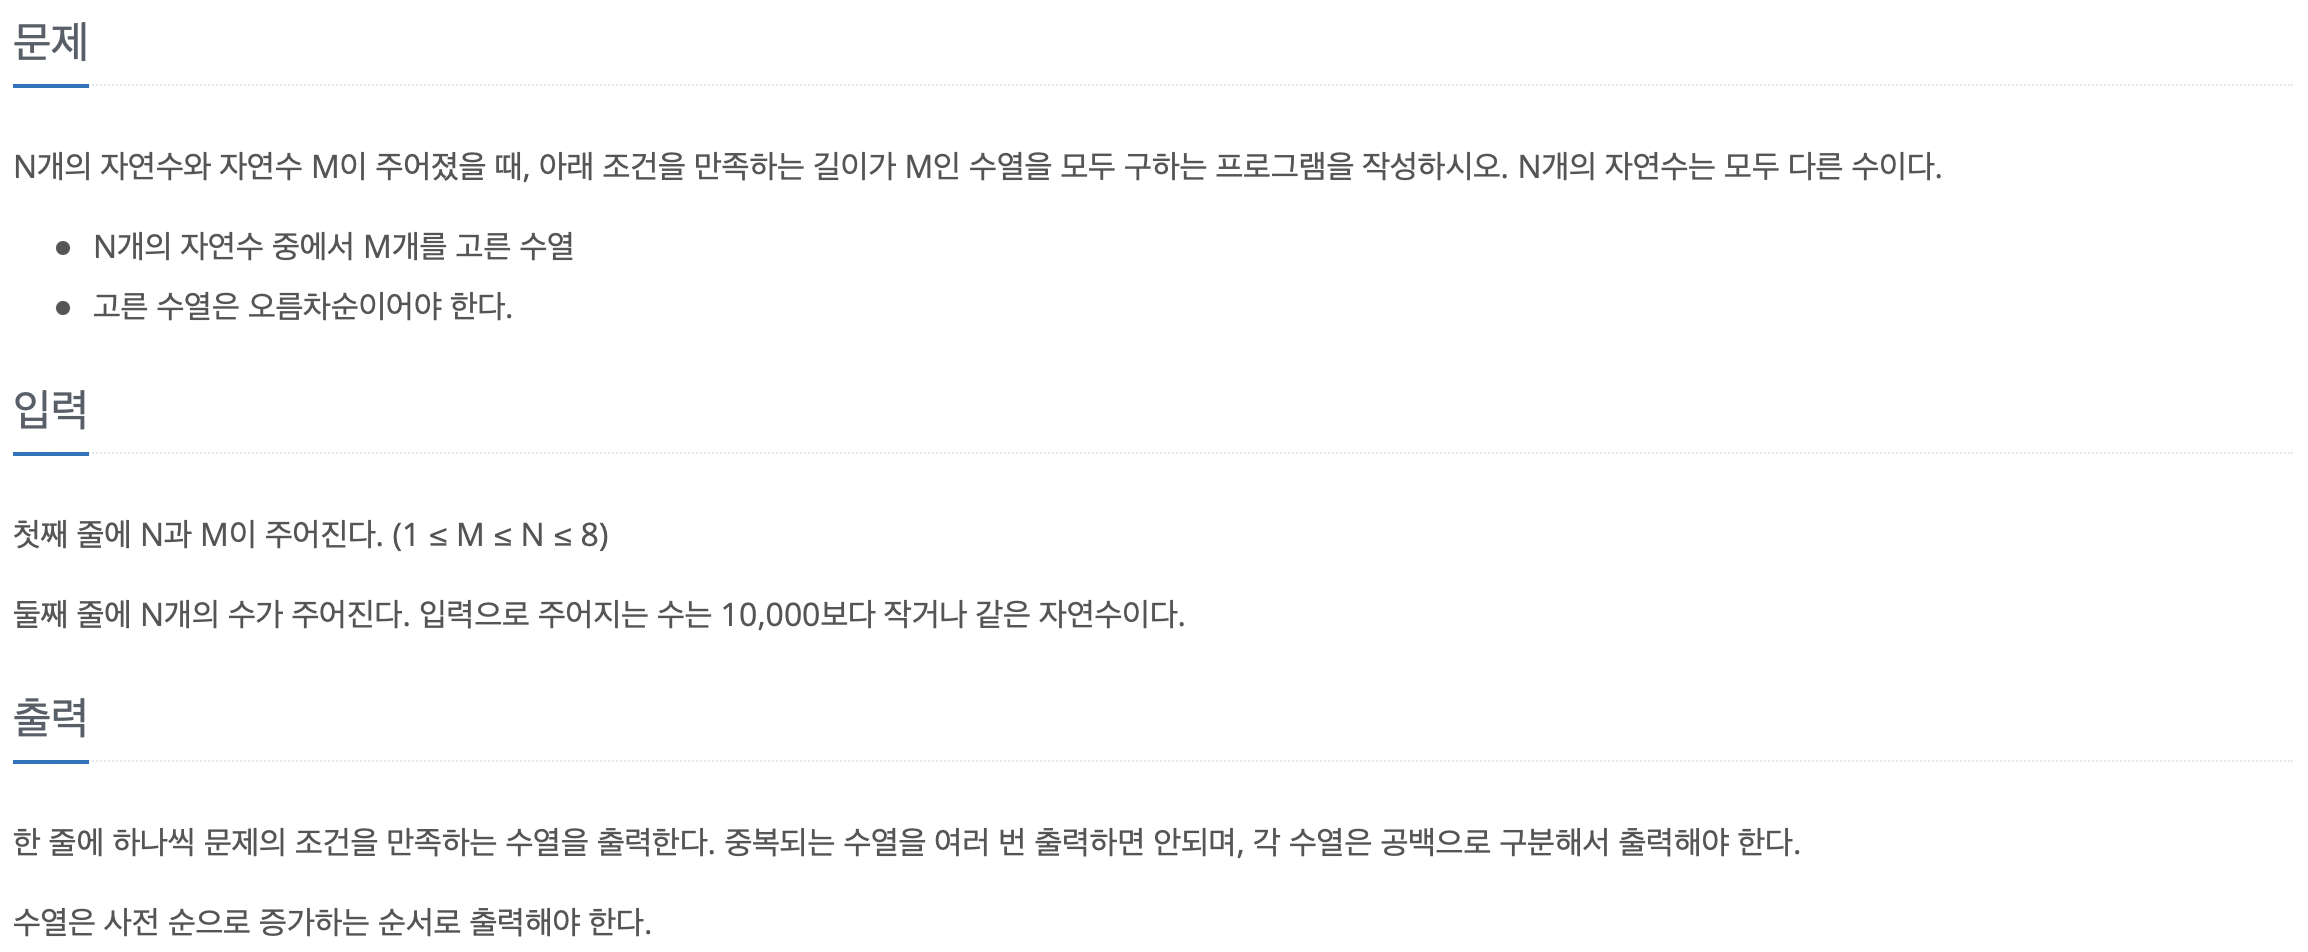 문제
N개의 자연수와 자연수 M이 주어졌을 때, 아래 조건을 만족하는 길이가 M인 수열을 모두 구하는 프로그램을 작성하시오. N개의 자연수는 모두 다른 수이다.
● N개의 자연수 중에서 M개를 고른 수열
● 고른 수열은 오름차순이어야 한다.
입력
첫째 줄에 N과 M이 주어진다. (1 ≤ M ≤ N ≤ 8)
둘째 줄에 N개의 수가 주어진다. 입력으로 주어지는 수는 10,000보다 작거나 같은 자연수이다.
출력
한 줄에 하나씩 문제의 조건을 만족하는 수열을 출력한다. 중복되는 수열을 여러 번 출력하면 안되며, 각 수열은 공백으로 구분해서 출력해야 한다.
수열은 사전 순으로 증가하는 순서로 출력해야 한다.